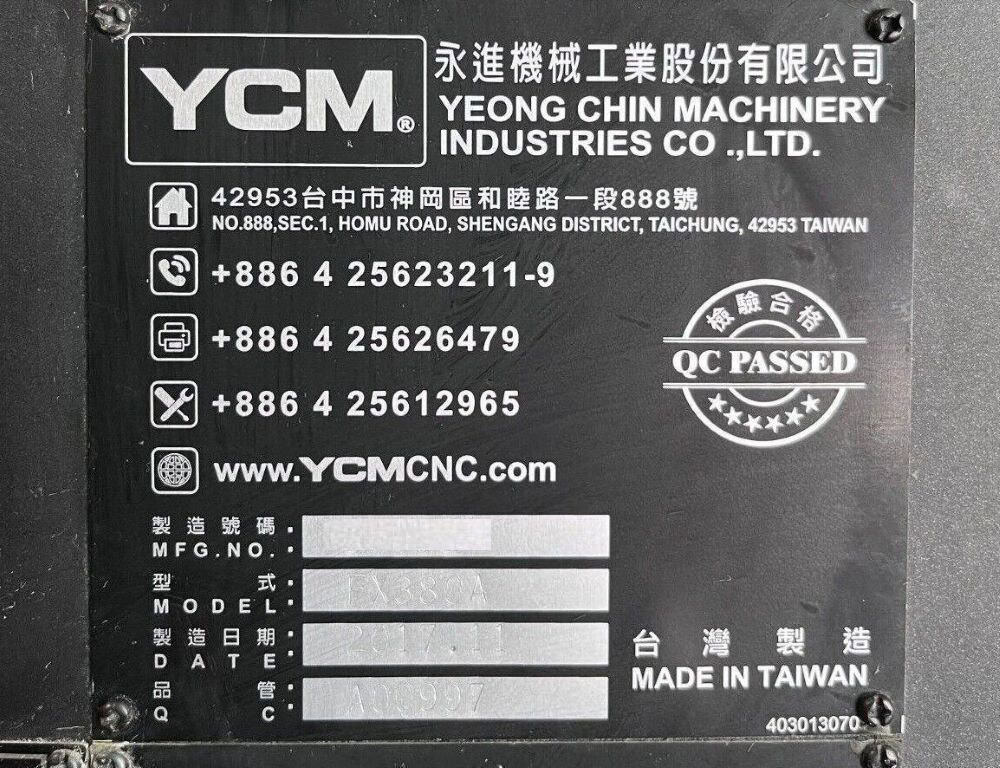 YCM®
永進機械工業股份有限公司
YEONG CHIN MACHINERY
INDUSTRIES CO .,LTD.
42953台中市神岡區和睦路一段888號
NO.888,SEC.1, HOMU ROAD, SHENGANG DISTRICT, TAICHUNG, 42953 TAIWAN
+886 4 25623211-9
+886 4 25626479
+886 4 25612965
www.YCMCNC.com
檢驗合格
QC PASSED
製造號碼:
MFG.NO.:
型式:
MODEL: FX380A
製造日期:
DATE: 2017.11
品管:
QC:
台灣製造
MADE IN TAIWAN
403013070